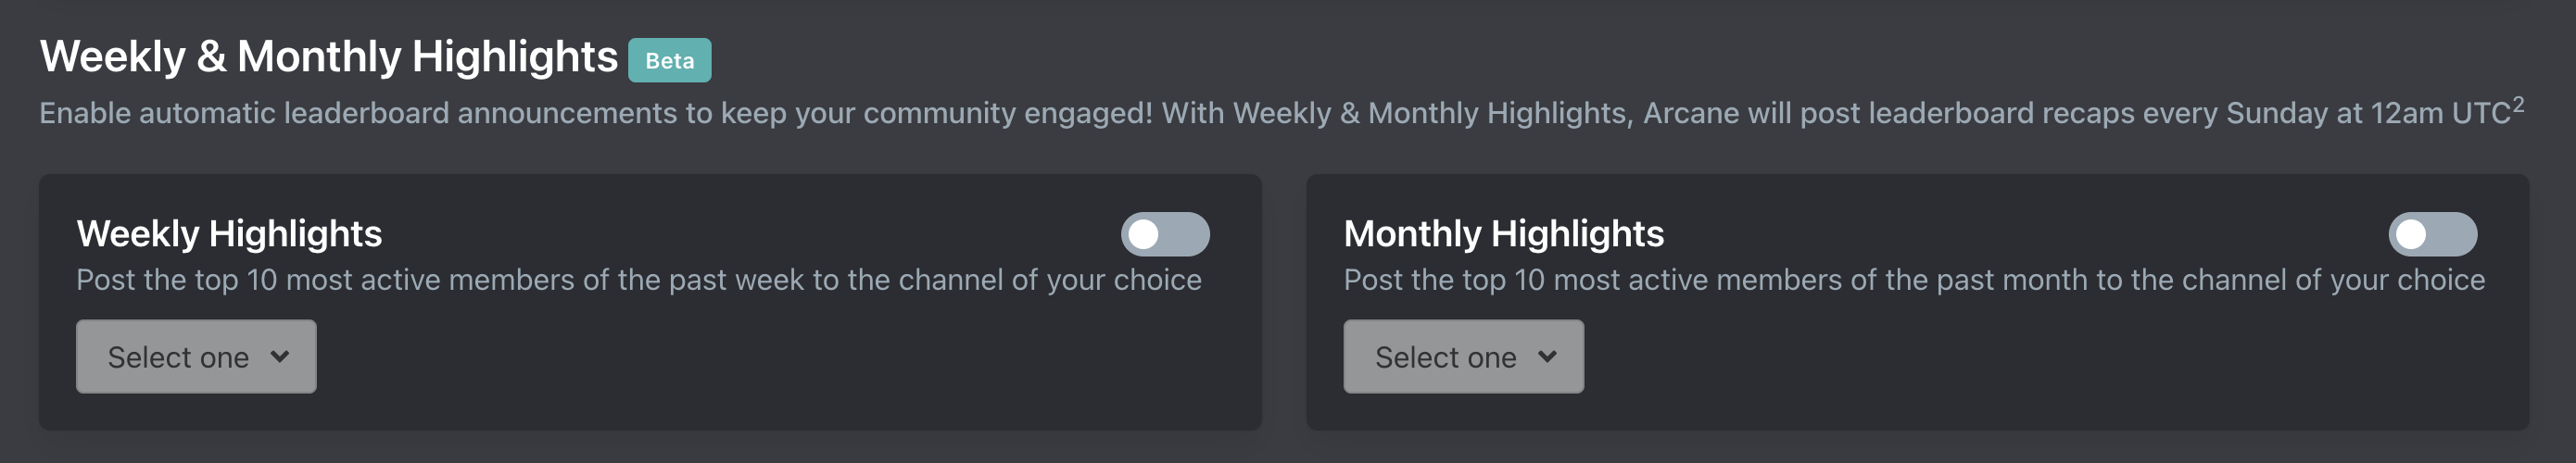 Weekly & Monthly Highlights Beta
Enable automatic leaderboard announcements to keep your community engaged! With Weekly & Monthly Highlights, Arcane will post leaderboard recaps every Sunday at 12am UTC²
Weekly Highlights
Post the top 10 most active members of the past week to the channel of your choice
Select one
Monthly Highlights
Post the top 10 most active members of the past month to the channel of your choice
Select one